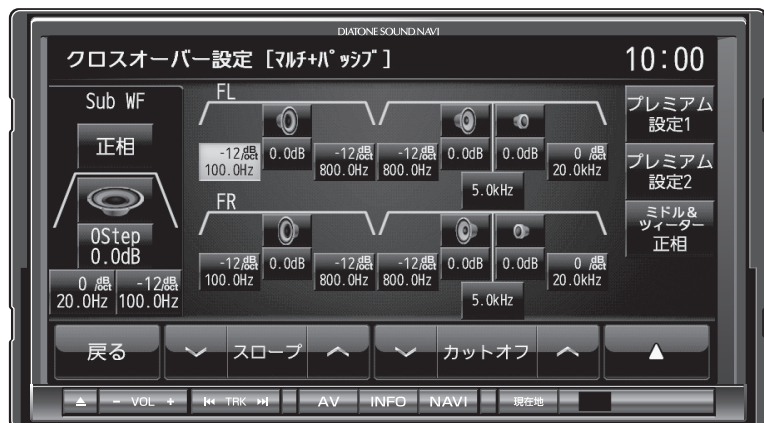 DIATONE SOUND NAVI
クロスオーバー設定 [マルチ+パッシブ]
10:00
Sub WF
正相
0Step
0.0dB
0 dB/oct
20.0Hz
-12dB/oct
100.0Hz
FL
-12dB/oct
100.0Hz
0.0dB
-12dB/oct
800.0Hz
-12dB/oct
800.0Hz
0.0dB
0.0dB
0 dB/oct
20.0kHz
5.0kHz
FR
-12dB/oct
100.0Hz
0.0dB
-12dB/oct
800.0Hz
-12dB/oct
800.0Hz
0.0dB
0.0dB
0 dB/oct
20.0kHz
5.0kHz
プレミアム
設定1
プレミアム
設定2
ミドル&
ツィーター
正相
戻る
スロープ
カットオフ
− VOL +
TRK
AV
INFO
NAVI
現在地